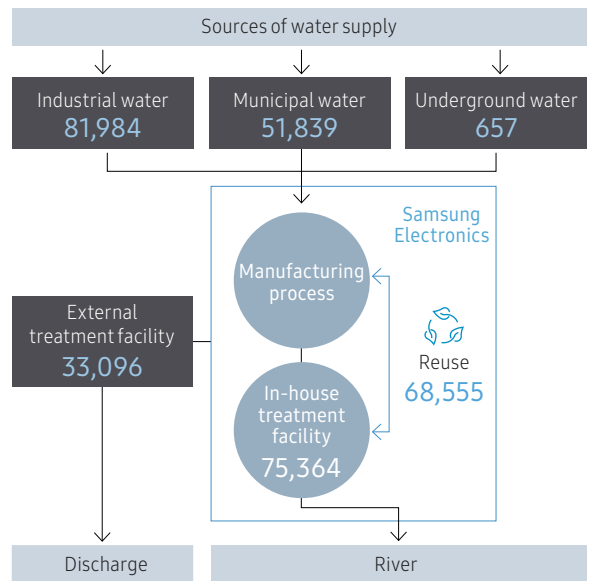 Sources of water supply
Industrial water
81,984
Municipal water
51,839
Underground water
657
Samsung
Electronics
Manufacturing
process
External
treatment facility
33,096
Reuse
68,555
In-house
treatment
facility
75,364
Discharge
River